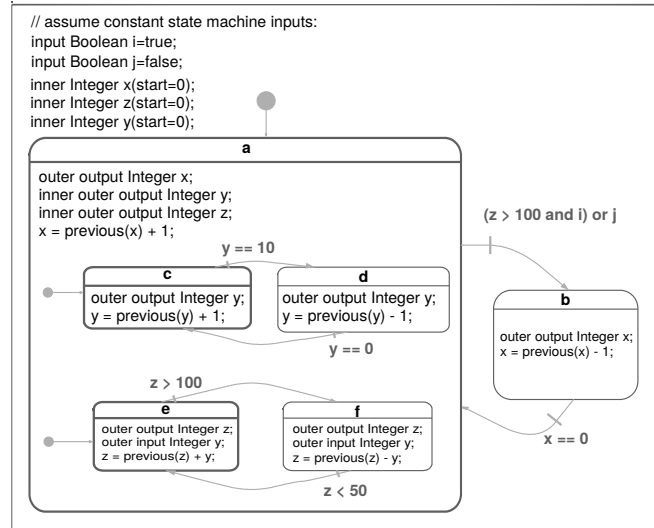 // assume constant state machine inputs:
input Boolean i=true;
input Boolean j=false;
inner Integer x(start=0);
inner Integer z(start=0);
inner Integer y(start=0);
a
outer output Integer x;
inner outer output Integer y;
inner outer output Integer z;
x = previous(x) + 1;
y == 10
c
outer output Integer y;
y = previous(y) + 1;
d
outer output Integer y;
y = previous(y) - 1;
y == 0
z > 100
e
outer output Integer z;
outer input Integer y;
z = previous(z) + y;
f
outer output Integer z;
outer input Integer y;
z = previous(z) - y;
z < 50
(z > 100 and i) or j
b
outer output Integer x;
x = previous(x) - 1;
x == 0